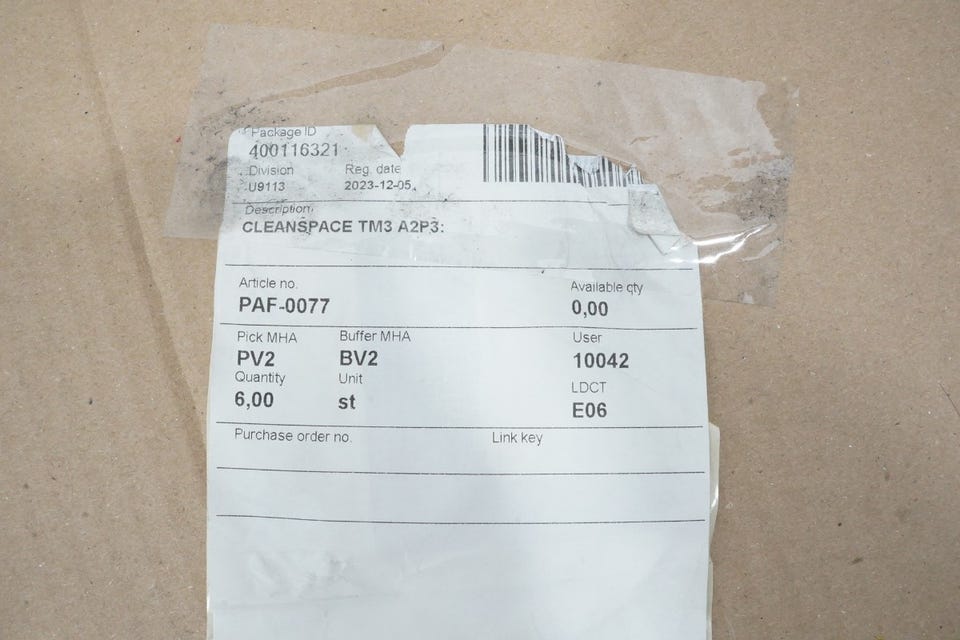 Package ID
400116321
Division Reg. date
U9113 2023-12-05
Description
CLEANSPACE TM3 A2P3:
Article no. Available qty
PAF-0077 0,00
Pick MHA Buffer MHA User
PV2 BV2 10042
Quantity Unit LDCT
6,00 st E06
Purchase order no. Link key